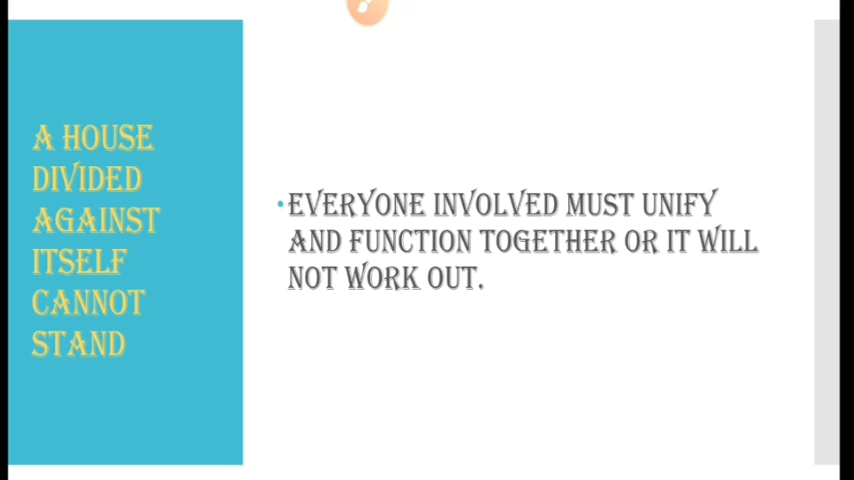 A HOUSE
DIVIDED
AGAINST
ITSELF
CANNOT
STAND
•EVERYONE INVOLVED MUST UNIFY
AND FUNCTION TOGETHER OR IT WILL
NOT WORK OUT.